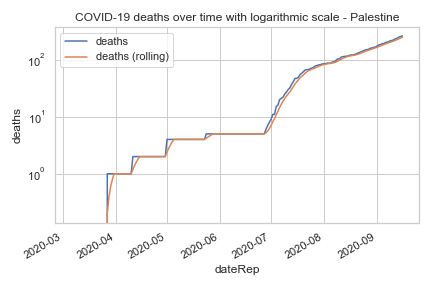 COVID-19 deaths over time with logarithmic scale - Palestine
deaths
deaths (rolling)
10²
10¹
10⁰
deaths
2020-03
2020-04
2020-05
2020-06
2020-07
2020-08
2020-09
dateRep